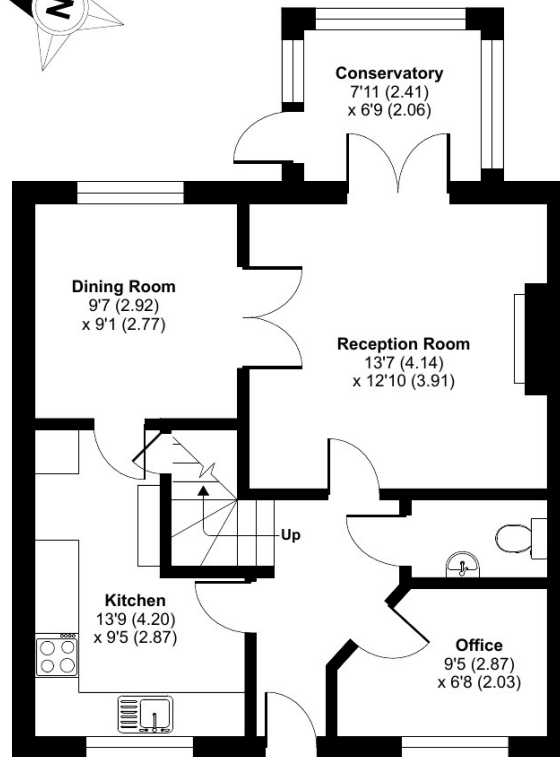 N
Conservatory
7'11 (2.41)
x 6'9 (2.06)
Dining Room
9'7 (2.92)
x 9'1 (2.77)
Reception Room
13'7 (4.14)
x 12'10 (3.91)
Up
Kitchen
13'9 (4.20)
x 9'5 (2.87)
Office
9'5 (2.87)
x 6'8 (2.03)